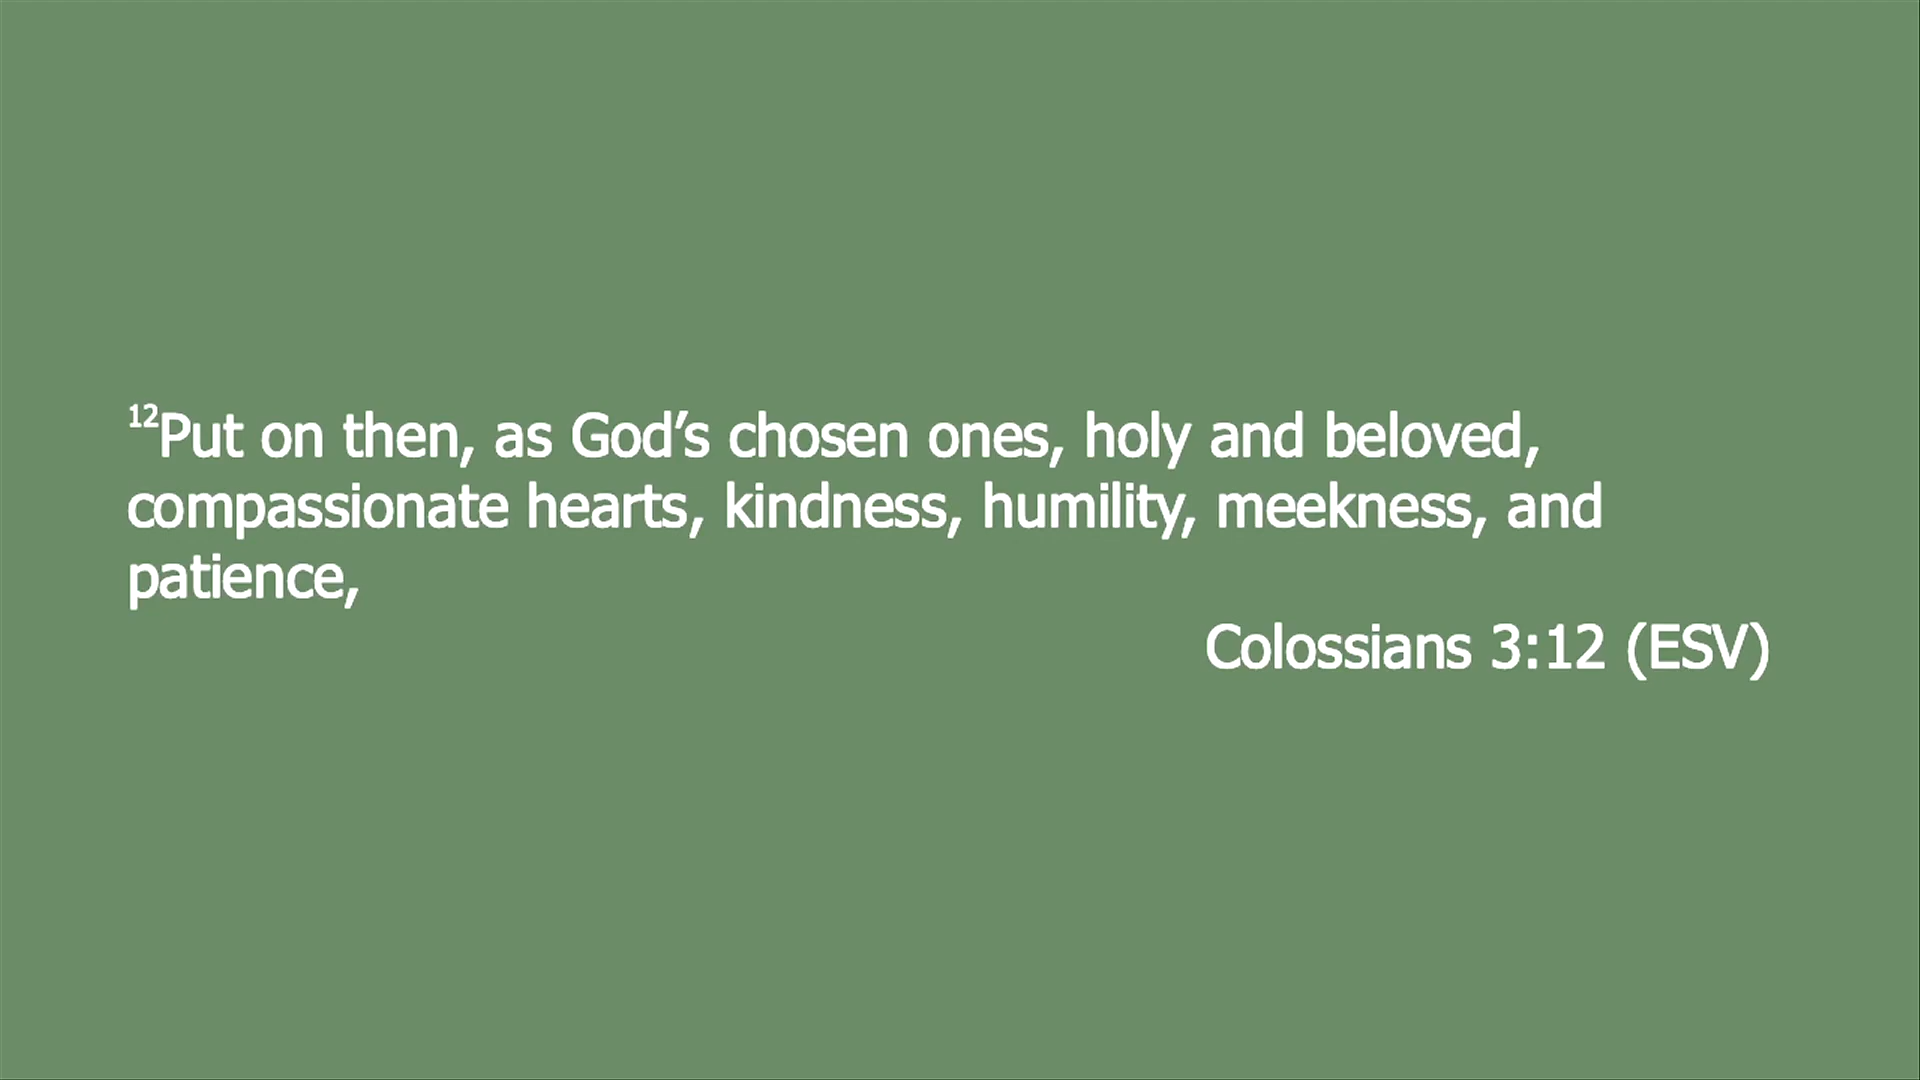 12Put on then, as God’s chosen ones, holy and beloved,
compassionate hearts, kindness, humility, meekness, and
patience,
Colossians 3:12 (ESV)